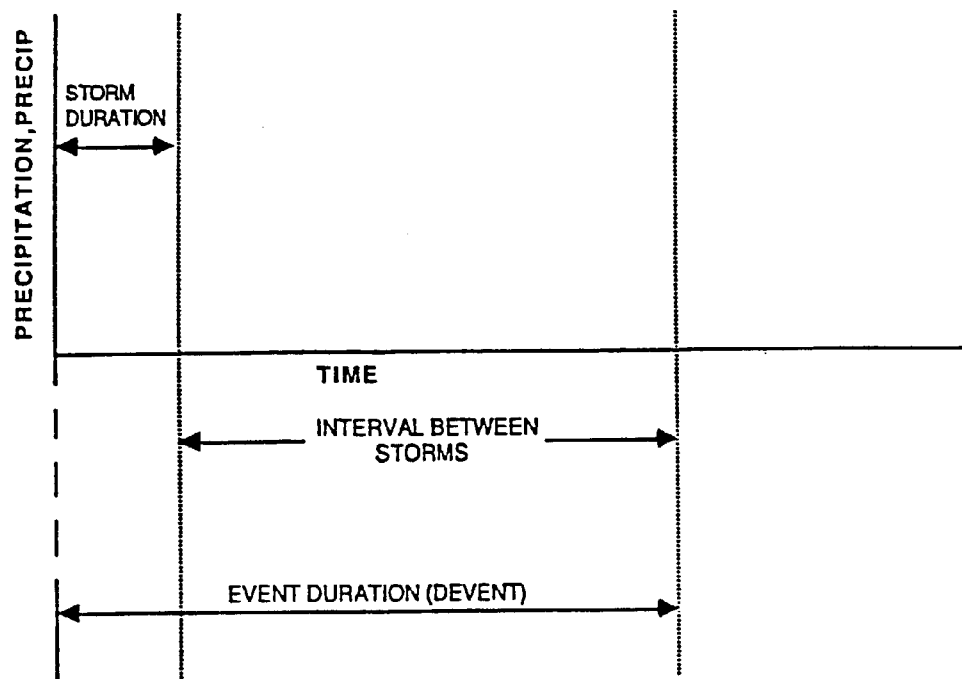 PRECIPITATION,PRECIP
STORM
DURATION
TIME
INTERVAL BETWEEN
STORMS
EVENT DURATION (DEVENT)